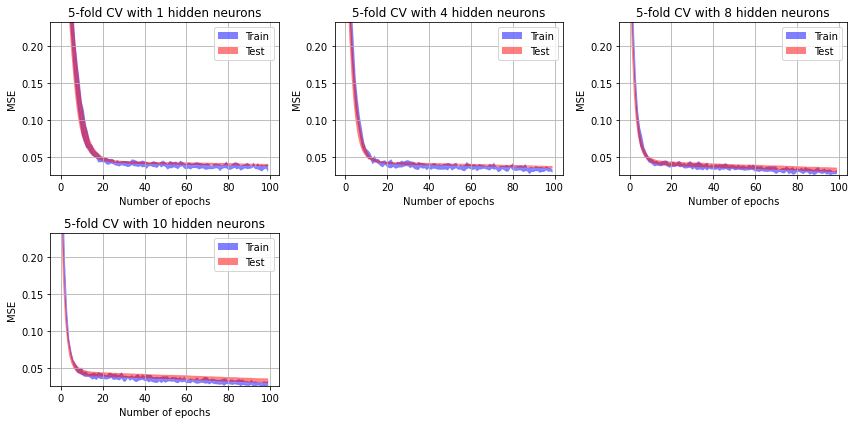 5-fold CV with 1 hidden neurons
MSE
0.20
0.15
0.10
0.05
Train
Test
0 20 40 60 80 100
Number of epochs
5-fold CV with 4 hidden neurons
MSE
0.20
0.15
0.10
0.05
Train
Test
0 20 40 60 80 100
Number of epochs
5-fold CV with 8 hidden neurons
MSE
0.20
0.15
0.10
0.05
Train
Test
0 20 40 60 80 100
Number of epochs
5-fold CV with 10 hidden neurons
MSE
0.20
0.15
0.10
0.05
Train
Test
0 20 40 60 80 100
Number of epochs